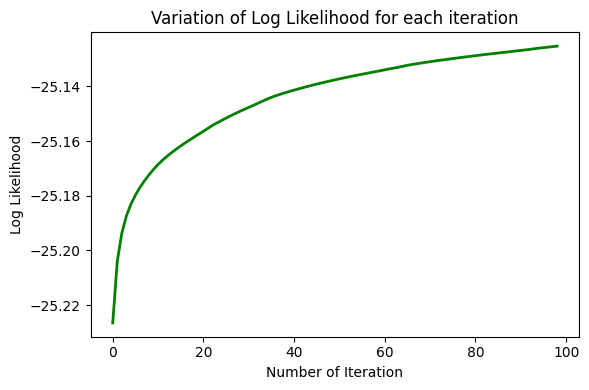 Variation of Log Likelihood for each iteration
−25.14
−25.16
−25.18
−25.20
−25.22
Log Likelihood
0 20 40 60 80 100
Number of Iteration